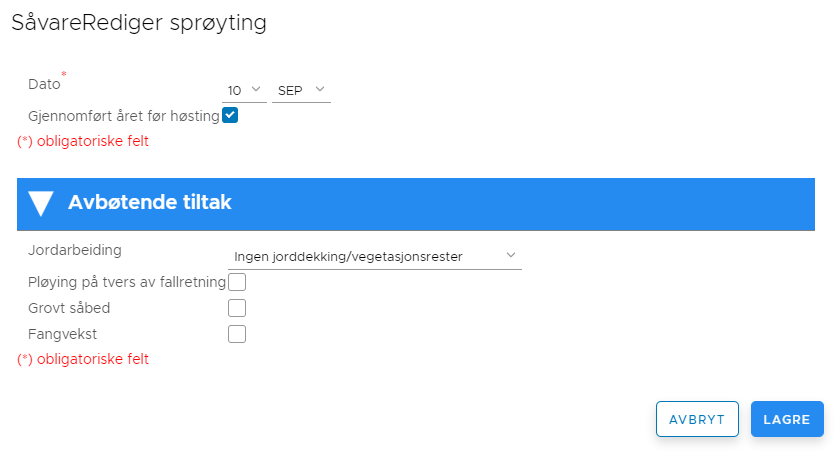 SåvareRediger sprøyting
Dato*
10 SEP
Gjennomført året før høsting
(*) obligatoriske felt
Avbøtende tiltak
Jordarbeiding
Ingen jorddekking/vegetasjonsrester
Pløying på tvers av fallretning
Grovt såbed
Fangvekst
(*) obligatoriske felt
AVBRYT LAGRE